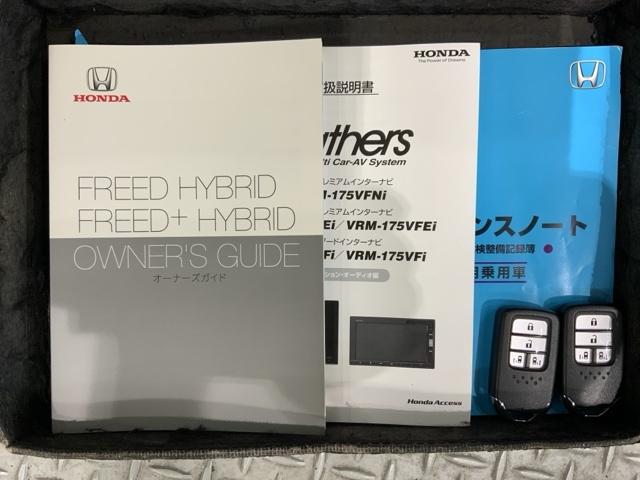 HONDA
FREED HYBRID
FREED+ HYBRID
OWNER'S GUIDE
オーナーズガイド
HONDA
The Power of Dreams
扱説明書
thers
lti Car-AV System
レミアムインターナビ
M-175VFNi
レミアムインターナビ
Ei/VRM-175VFEi
ードインターナビ
Fi/VRM-175VFi
ション・オーディオ編
Honda Access
ンスノート
検整備記録簿
用乗用車